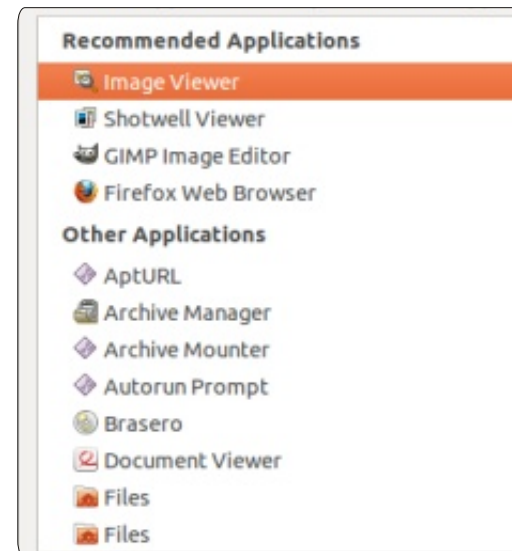 Recommended Applications
Image Viewer
Shotwell Viewer
GIMP Image Editor
Firefox Web Browser
Other Applications
AptURL
Archive Manager
Archive Mounter
Autorun Prompt
Brasero
Document Viewer
Files
Files